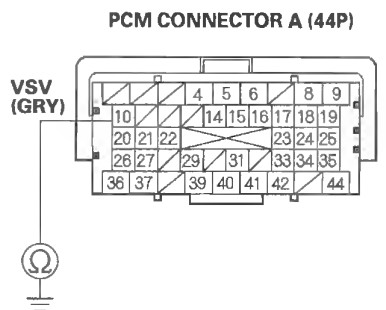 PCM CONNECTOR A (44P)
VSV
(GRY)
4 5 6 8 9
10 14 15 16 17 18 19
20 21 22 23 24 25
26 27 29 31 33 34 35
36 37 39 40 41 42 44
Ω